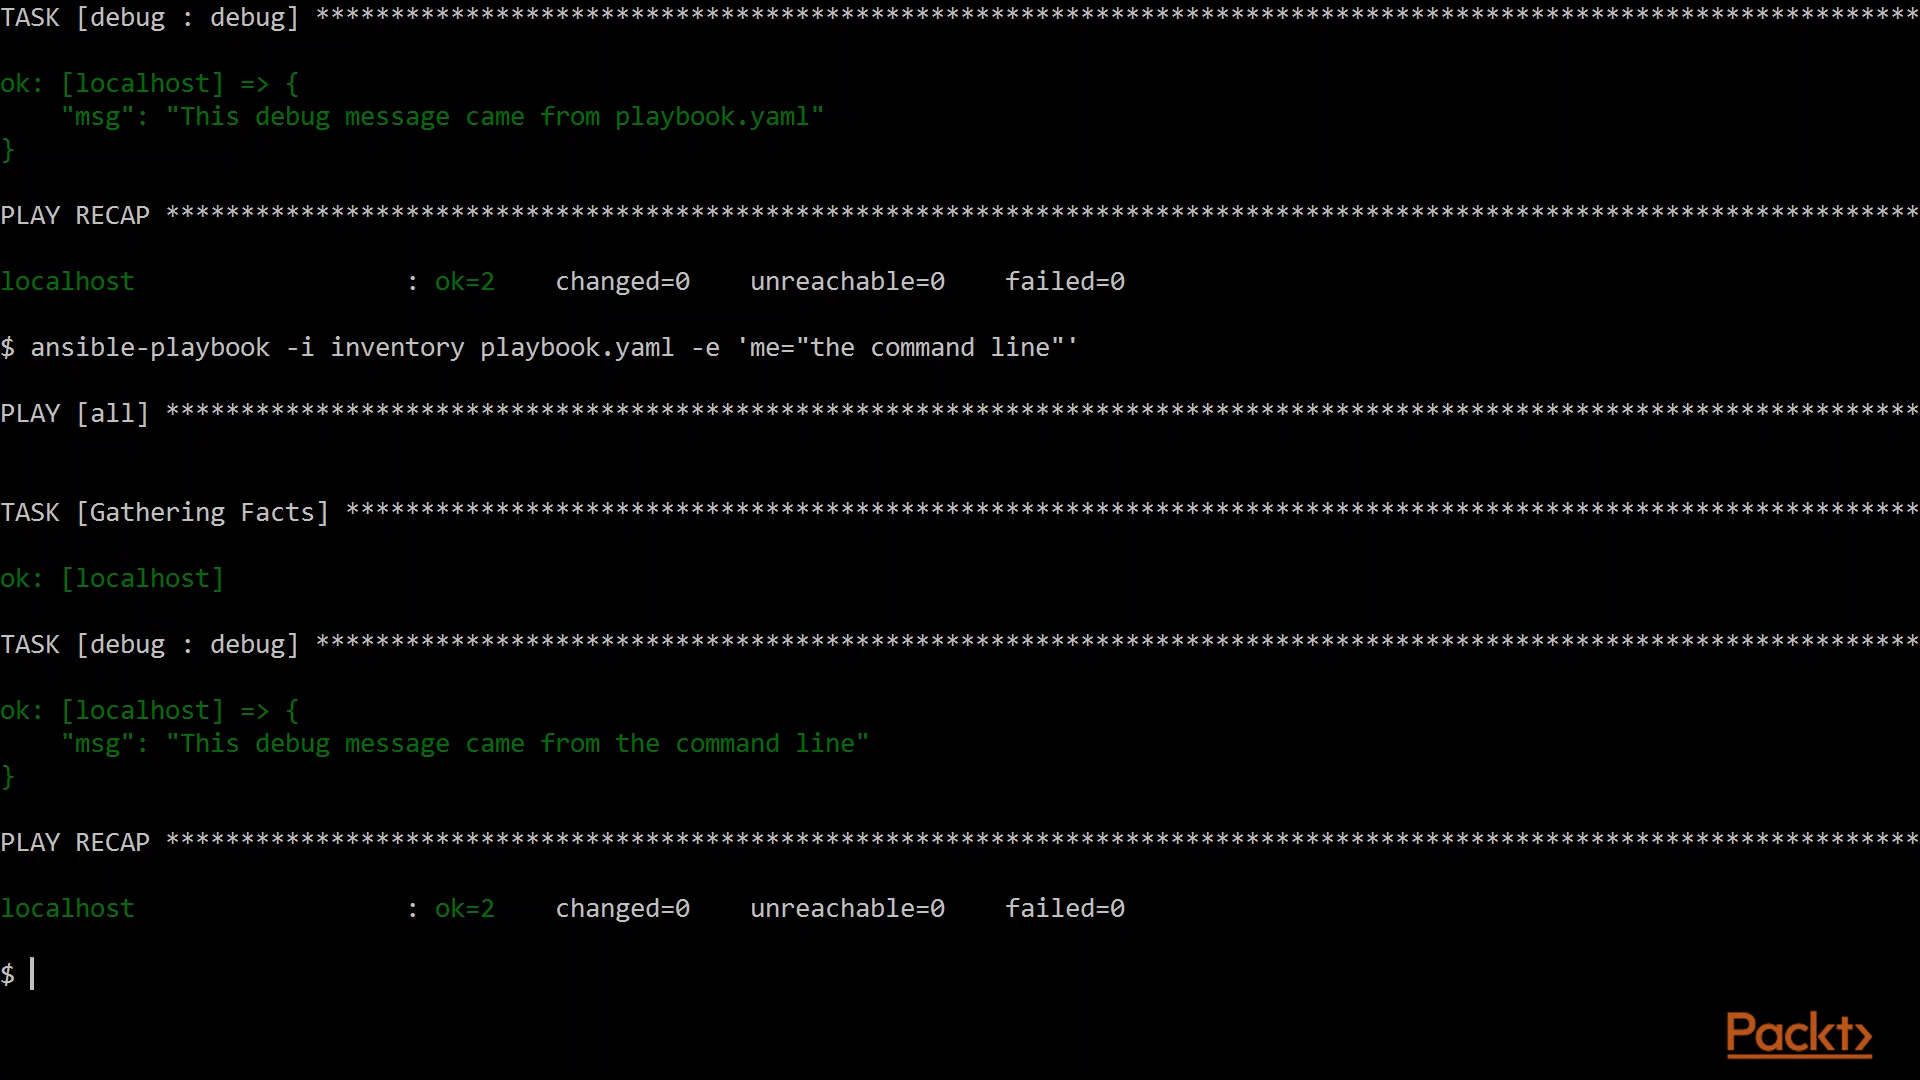 TASK [debug : debug] ***********************************************************************************************************
ok: [localhost] => {
    "msg": "This debug message came from playbook.yaml"
}
PLAY RECAP *********************************************************************************************************************
localhost                  : ok=2    changed=0    unreachable=0    failed=0
$ ansible-playbook -i inventory playbook.yaml -e 'me="the command line"'
PLAY [all] *********************************************************************************************************************
TASK [Gathering Facts] *********************************************************************************************************
ok: [localhost]
TASK [debug : debug] ***********************************************************************************************************
ok: [localhost] => {
    "msg": "This debug message came from the command line"
}
PLAY RECAP *********************************************************************************************************************
localhost                  : ok=2    changed=0    unreachable=0    failed=0
$
Packt>